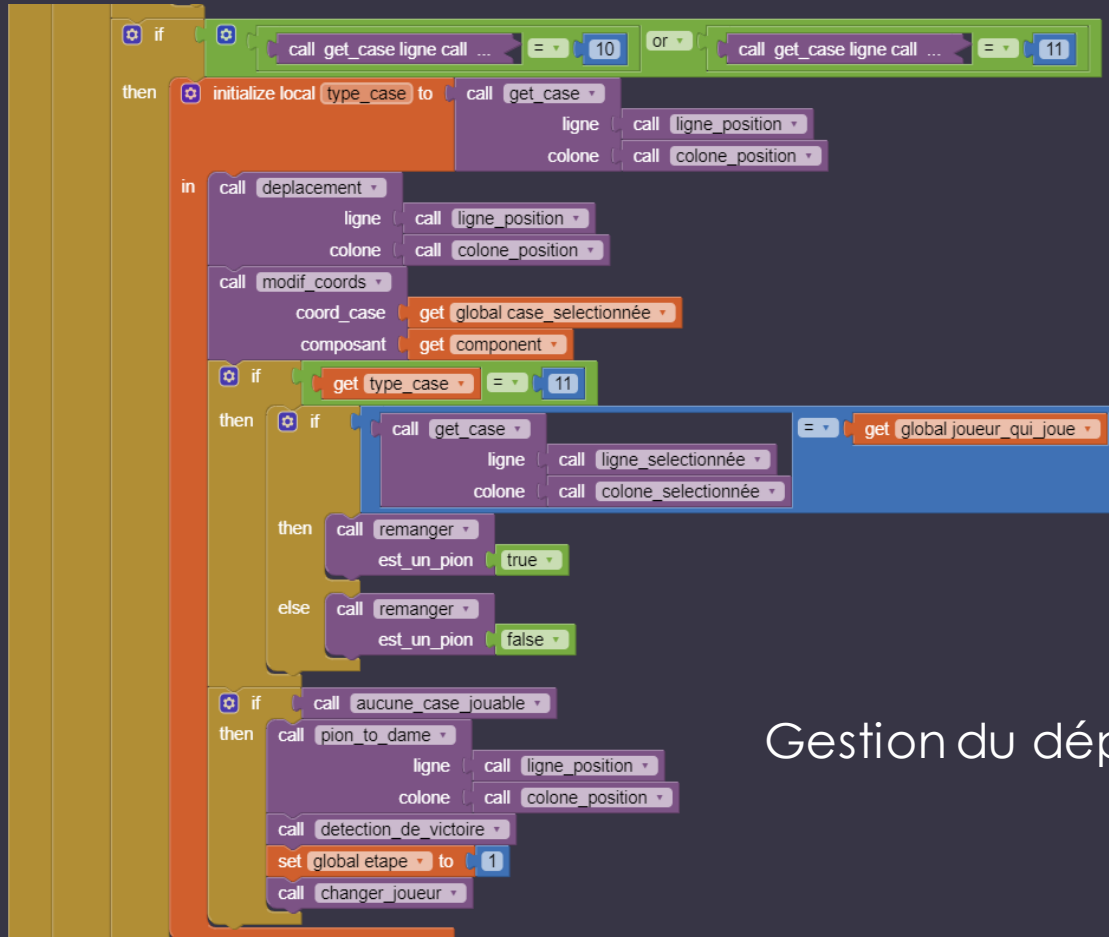 if call get_case ligne call ... = 10 or call get_case ligne call ... = 11
then initialize local type_case to call get_case
ligne call ligne_position
colone call colone_position
in call deplacement
ligne call ligne_position
colone call colone_position
call modif_coords
coord_case get global case_selectionnée
composant get component
if get type_case = 11
then if call get_case = get global joueur_qui_joue
ligne call ligne_selectionnée
colone call colone_selectionnée
then call remanger
est_un_pion true
else call remanger
est_un_pion false
if call aucune_case_jouable
then call pion_to_dame
ligne call ligne_position
colone call colone_position
call detection_de_victoire
set global etape to 1
call changer_joueur
Gestion du dép